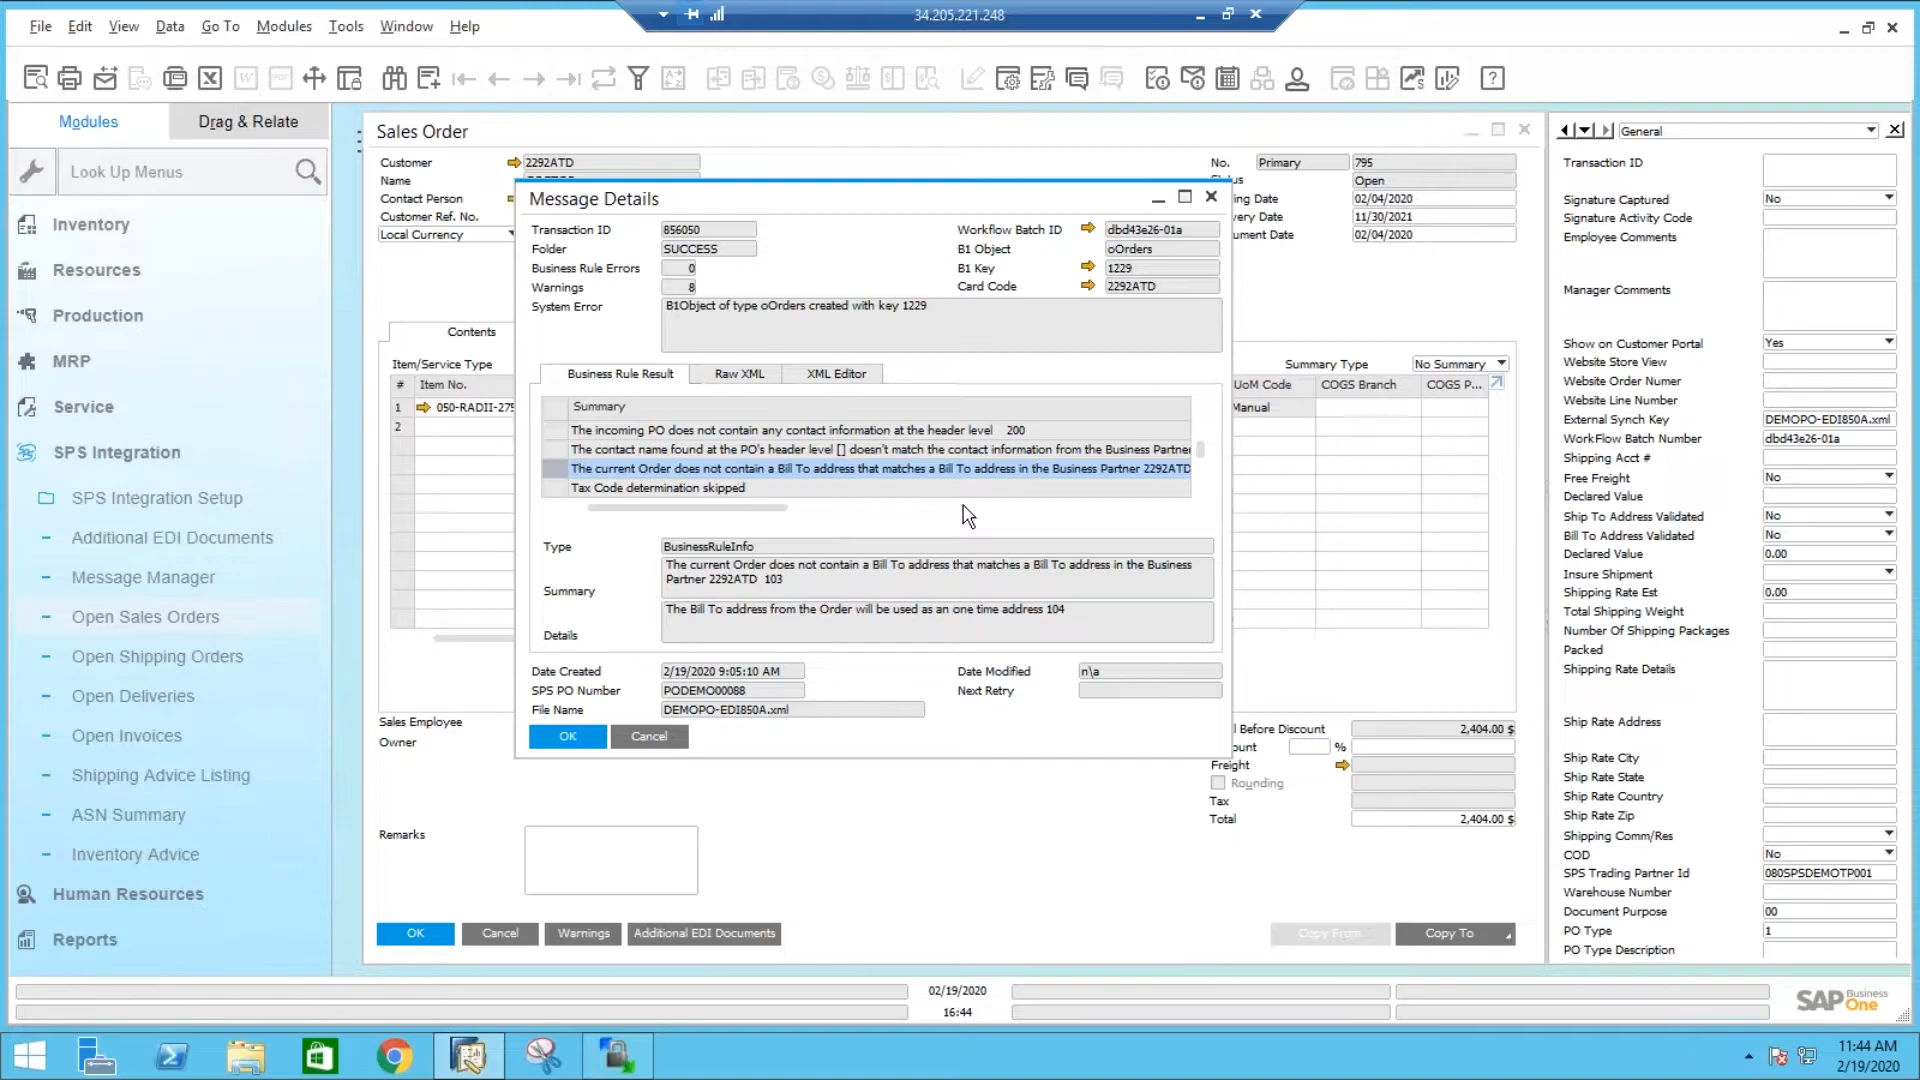 34.205.221.248
File Edit View Data Go To Modules Tools Window Help
Modules
Drag & Relate
Look Up Menus
Inventory
Resources
Production
MRP
Service
SPS Integration
SPS Integration Setup
Additional EDI Documents
Message Manager
Open Sales Orders
Open Shipping Orders
Open Deliveries
Open Invoices
Shipping Advice Listing
ASN Summary
Inventory Advice
Human Resources
Reports
Sales Order
Customer 2292ATD
Name
Contact Person
Customer Ref. No.
Local Currency
No. Primary 795
Open
02/04/2020
11/30/2021
02/04/2020
Contents
Item/Service Type
Summary Type No Summary
# Item No. UoM Code COGS Branch COGS P...
1 050-RADII-275 Manual
2
Message Details
Transaction ID 856050
Folder SUCCESS
Business Rule Errors 0
Warnings 8
System Error B1Object of type oOrders created with key 1229
Workflow Batch ID dbd43e26-01a
B1 Object oOrders
B1 Key 1229
Card Code 2292ATD
Business Rule Result Raw XML XML Editor
Summary
The incoming PO does not contain any contact information at the header level 200
The contact name found at the PO's header level [] doesn't match the contact information from the Business Partner
The current Order does not contain a Bill To address that matches a Bill To address in the Business Partner 2292ATD
Tax Code determination skipped
Type BusinessRuleInfo
The current Order does not contain a Bill To address that matches a Bill To address in the Business
Partner 2292ATD 103
Summary
The Bill To address from the Order will be used as an one time address 104
Details
Date Created 2/19/2020 9:05:10 AM
SPS PO Number PODEMO00088
File Name DEMOPO-EDI850A.xml
Date Modified n\a
Next Retry
OK Cancel
Sales Employee
Owner
Remarks
Before Discount 2,404.00 $
%
Freight
Rounding
Tax
Total 2,404.00 $
OK Cancel Warnings Additional EDI Documents
Copy From Copy To
General
Transaction ID
Signature Captured No
Signature Activity Code
Employee Comments
Manager Comments
Show on Customer Portal Yes
Website Store View
Website Order Numer
Website Line Number
External Synch Key DEMOPO-EDI850A.xml
WorkFlow Batch Number dbd43e26-01a
Shipping Acct #
Free Freight No
Declared Value
Ship To Address Validated No
Bill To Address Validated No
Declared Value 0.00
Insure Shipment
Shipping Rate Est 0.00
Total Shipping Weight
Number Of Shipping Packages
Packed
Shipping Rate Details
Ship Rate Address
Ship Rate City
Ship Rate State
Ship Rate Country
Ship Rate Zip
Shipping Comm/Res
COD No
SPS Trading Partner Id 080SPSDEMOTP001
Warehouse Number
Document Purpose 00
PO Type 1
PO Type Description
02/19/2020
16:44
SAP Business One
11:44 AM
2/19/2020